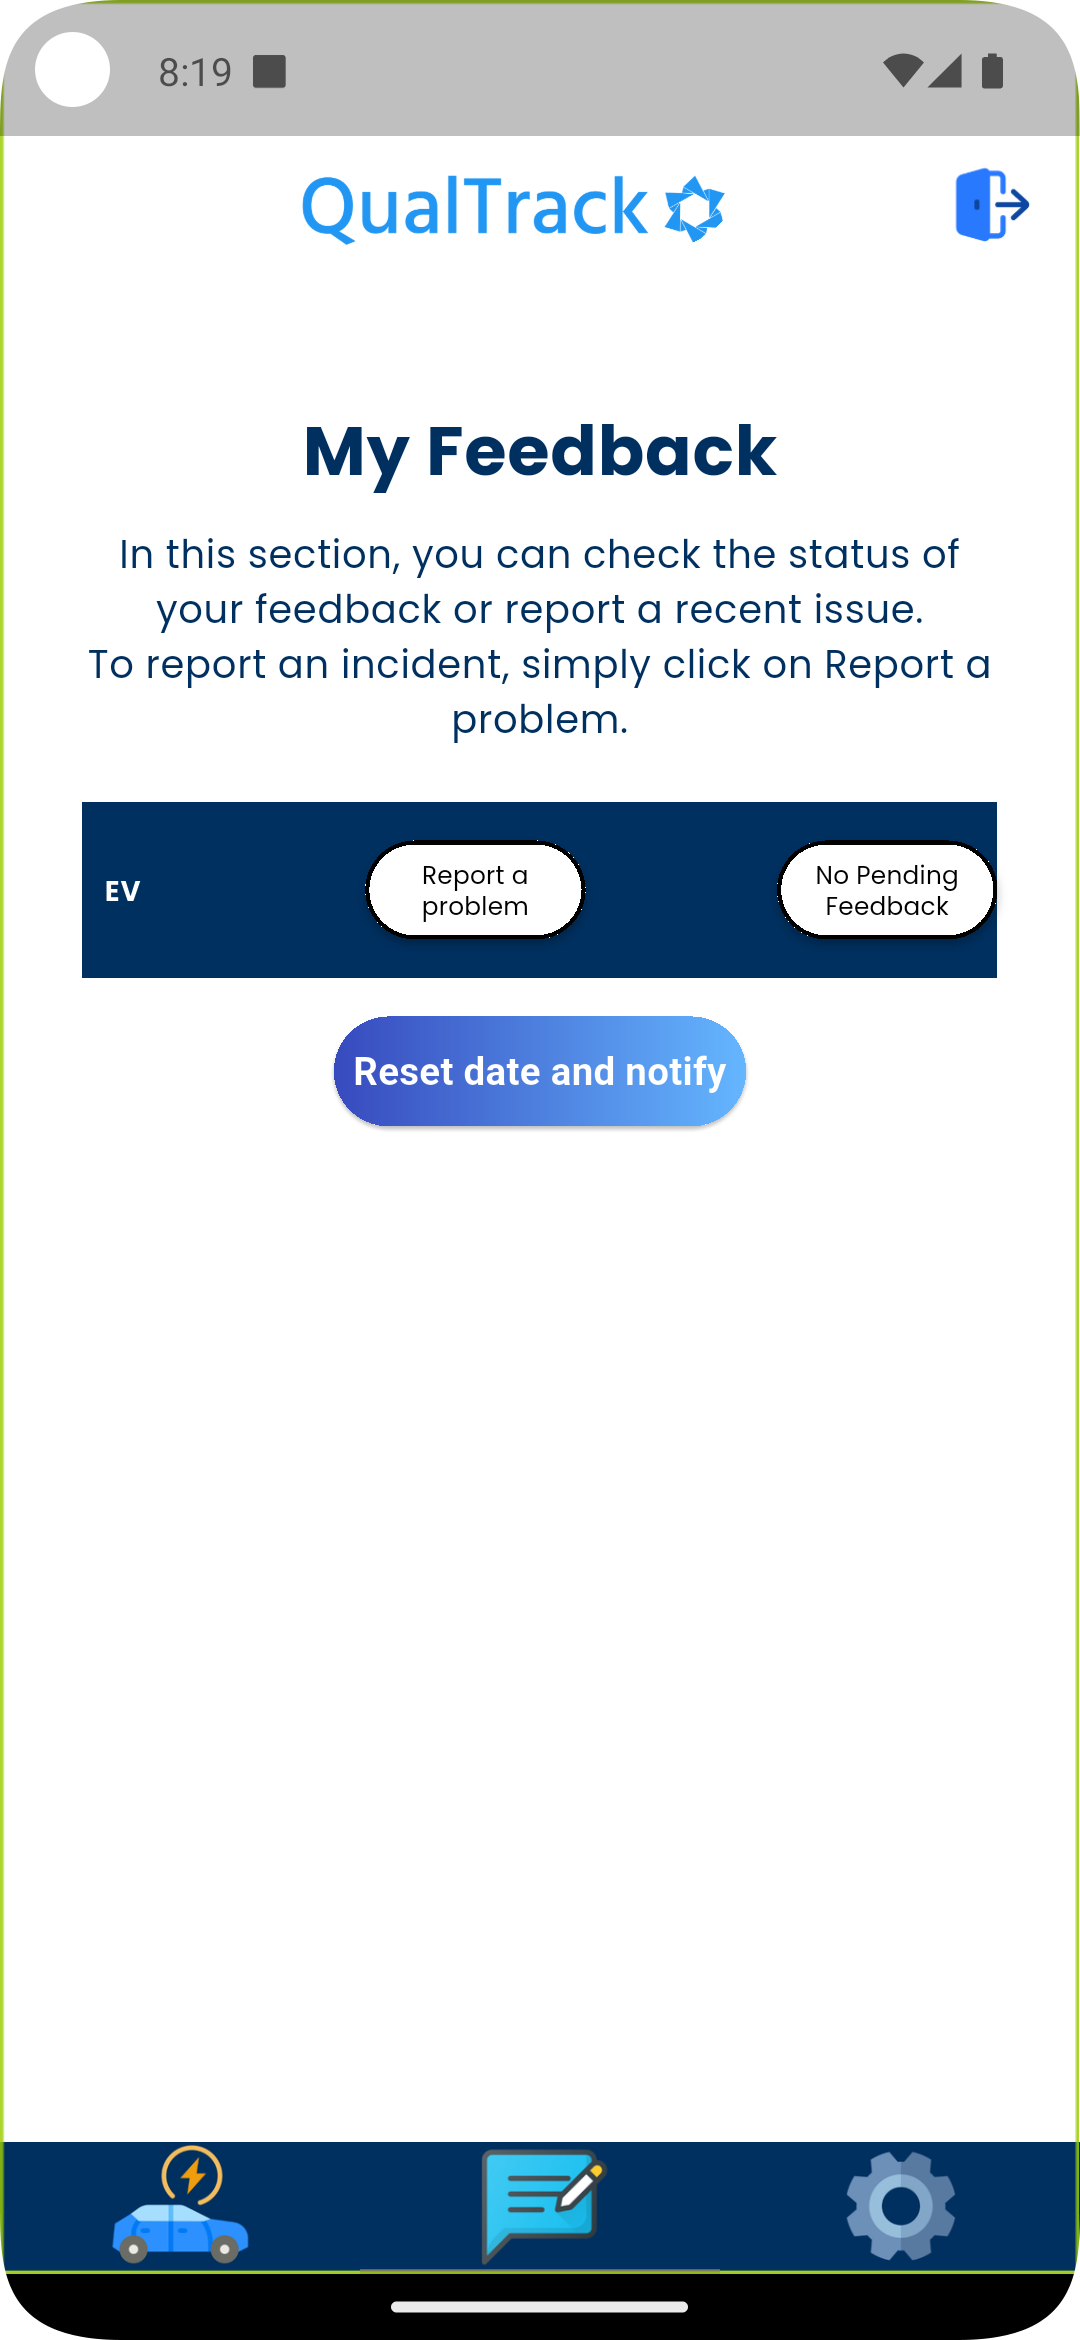 8:19
QualTrack
My Feedback
In this section, you can check the status of
your feedback or report a recent issue.
To report an incident, simply click on Report a
problem.
EV
Report a
problem
No Pending
Feedback
Reset date and notify